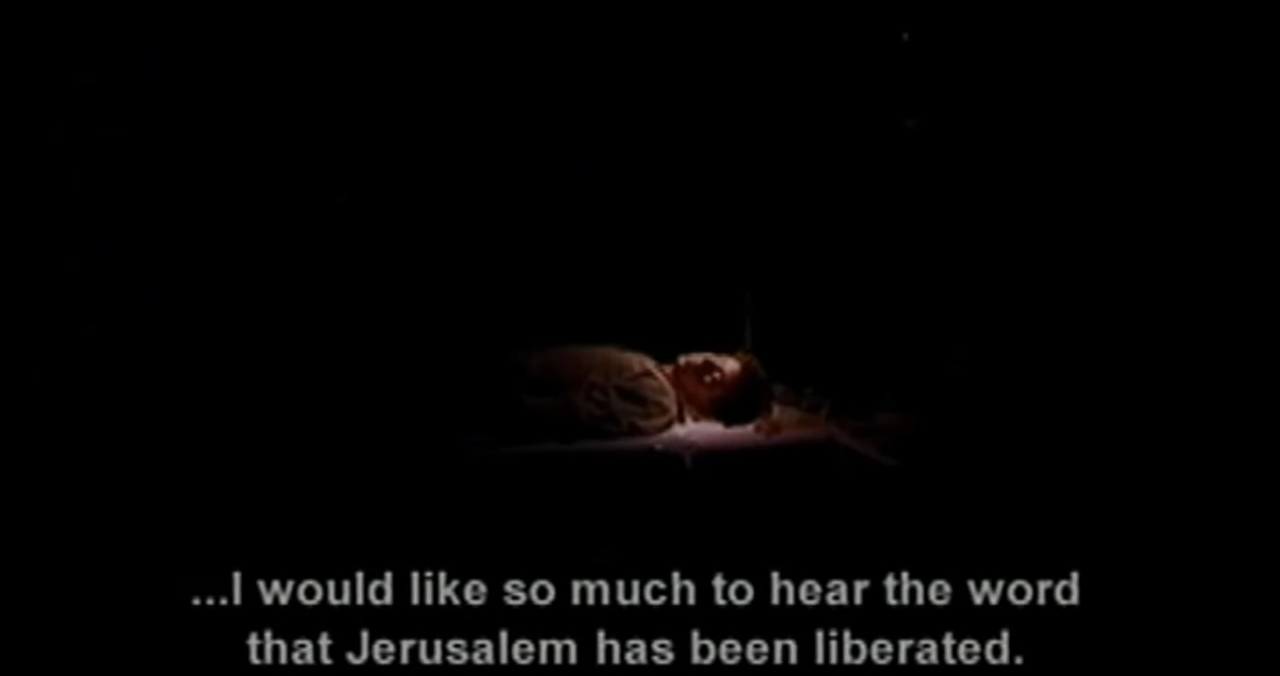 ...I would like so much to hear the word
that Jerusalem has been liberated.